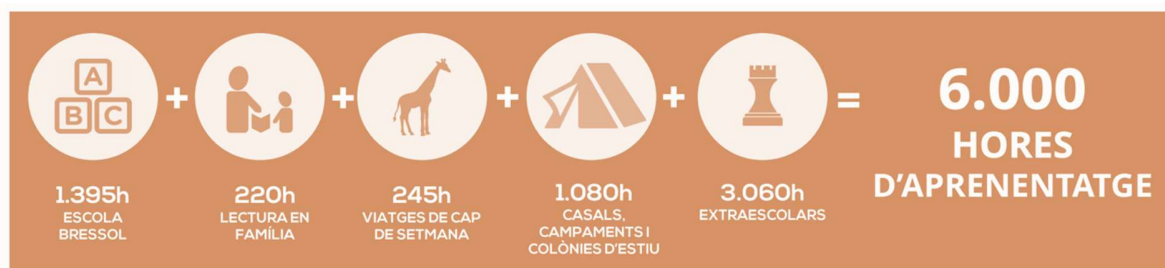 A
B C
+ + + + =
1.395h
ESCOLA
BRESSOL
220h
LECTURA EN
FAMÍLIA
245h
VIATGES DE CAP
DE SETMANA
1.080h
CASALS,
CAMPAMENTS I
COLÒNIES D'ESTIU
3.060h
EXTRAESCOLARS
6.000
HORES
D'APRENENTATGE